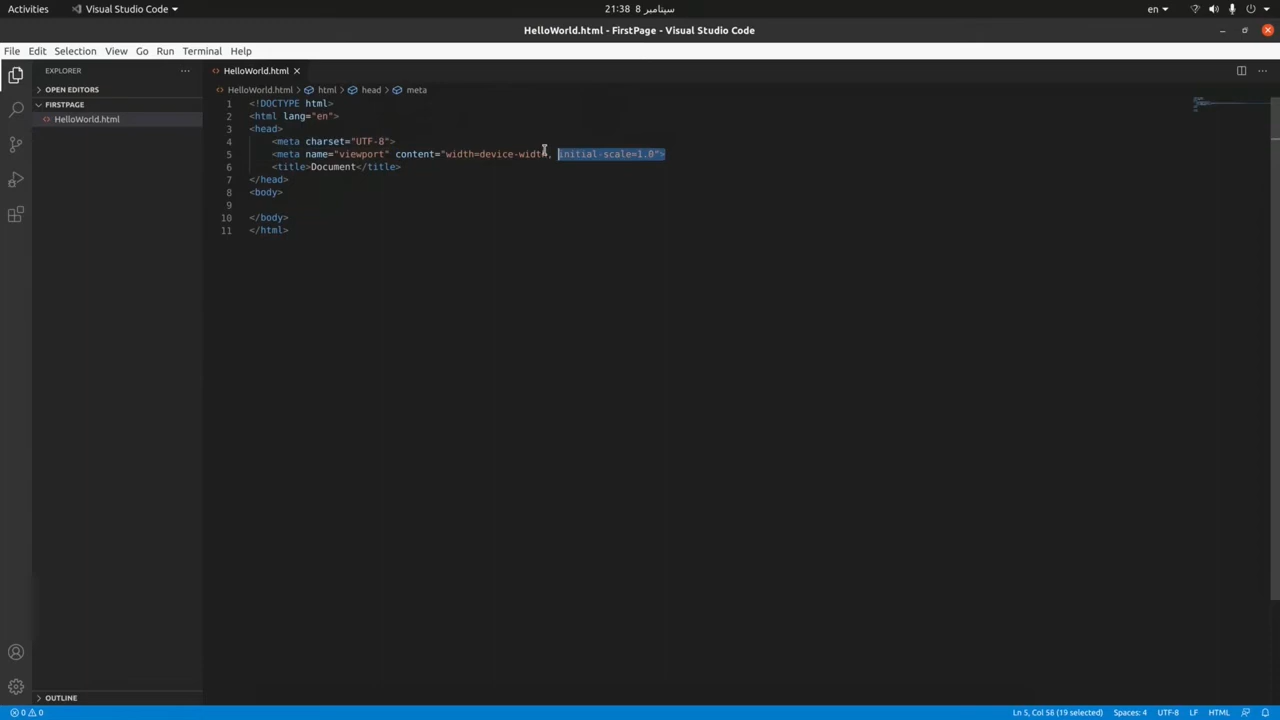 Activities
Visual Studio Code
سپتامبر 8 21:38
en
HelloWorld.html - FirstPage - Visual Studio Code
File Edit Selection View Go Run Terminal Help
EXPLORER
OPEN EDITORS
FIRSTPAGE
HelloWorld.html
HelloWorld.html
HelloWorld.html html head meta
1 <!DOCTYPE html>
2 <html lang="en">
3 <head>
4 <meta charset="UTF-8">
5 <meta name="viewport" content="width=device-width, initial-scale=1.0">
6 <title>Document</title>
7 </head>
8 <body>
9
10 </body>
11 </html>
OUTLINE
0 0
Ln 5, Col 56 (19 selected) Spaces: 4 UTF-8 LF HTML